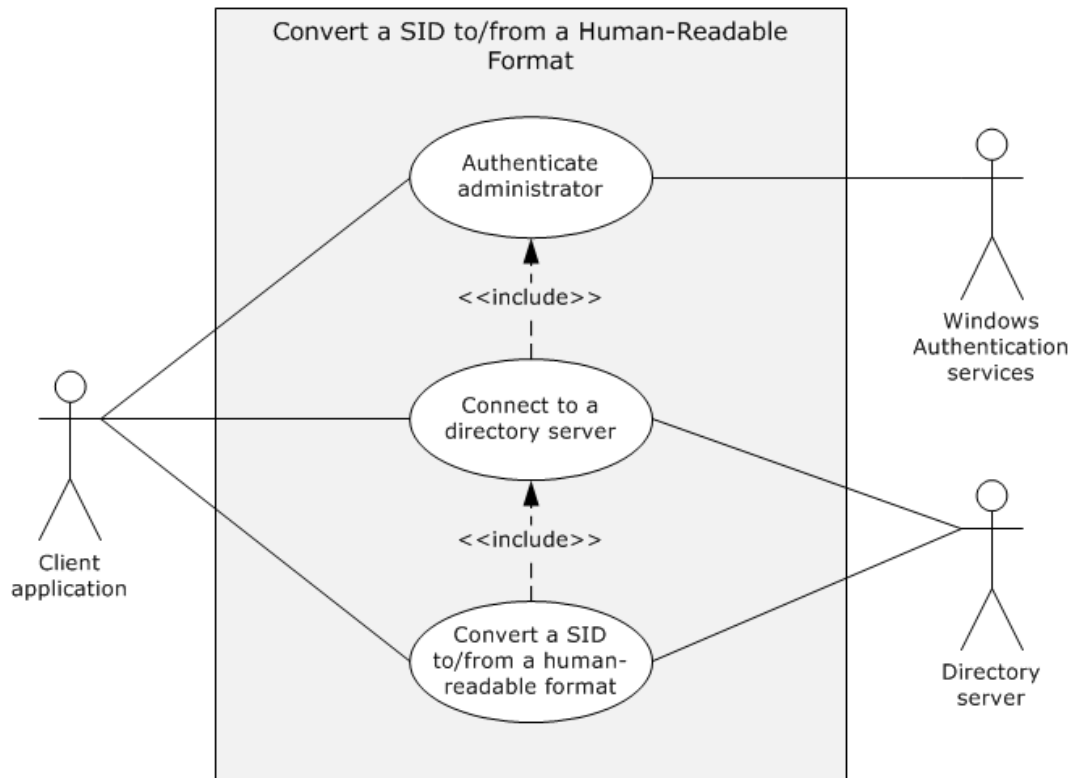 Convert a SID to/from a Human-Readable
Format
Authenticate
administrator
<<include>>
Windows
Authentication
services
Connect to a
directory server
<<include>>
Client
application
Convert a SID
to/from a human-
readable format
Directory
server